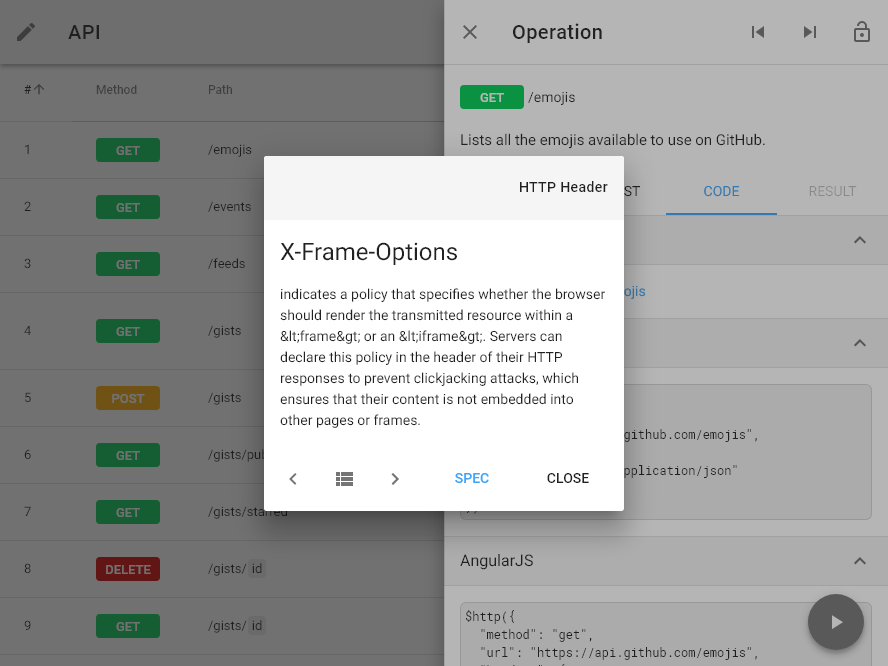 API
# Method Path
1 GET /emojis
2 GET /events
3 GET /feeds
4 GET /gists
5 POST /gists
6 GET /gists/pub
7 GET /gists/starred
8 DELETE /gists/ id
9 GET /gists/ id
Operation
GET /emojis
Lists all the emojis available to use on GitHub.
ST CODE RESULT
ojis
github.com/emojis",
pplication/json"
AngularJS
$http({
"method": "get",
"url": "https://api.github.com/emojis",
HTTP Header
X-Frame-Options
indicates a policy that specifies whether the browser
should render the transmitted resource within a
&lt;frame&gt; or an &lt;iframe&gt;. Servers can
declare this policy in the header of their HTTP
responses to prevent clickjacking attacks, which
ensures that their content is not embedded into
other pages or frames.
SPEC CLOSE